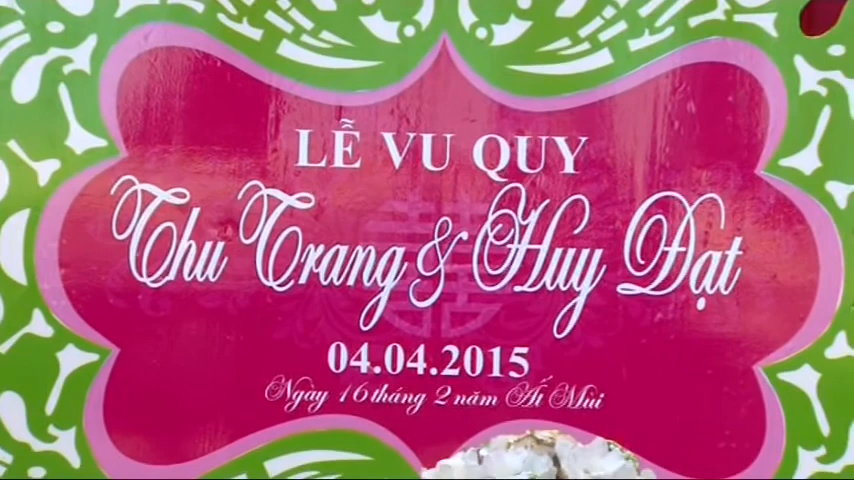 LỄ VU QUY
Thu Trang & Huy Đạt
04.04.2015
Ngày 16 tháng 2 năm Ất Mùi